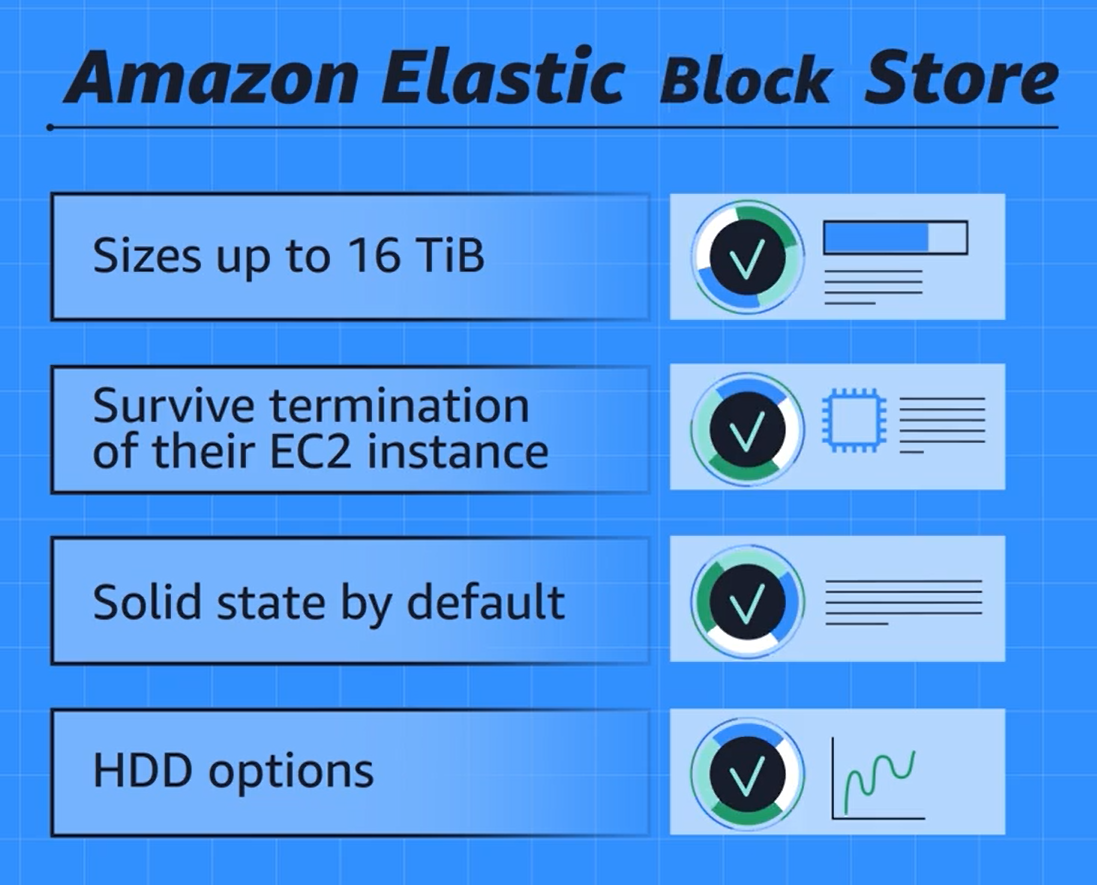 Amazon Elastic Block Store
Sizes up to 16 TiB
Survive termination
of their EC2 instance
Solid state by default
HDD options